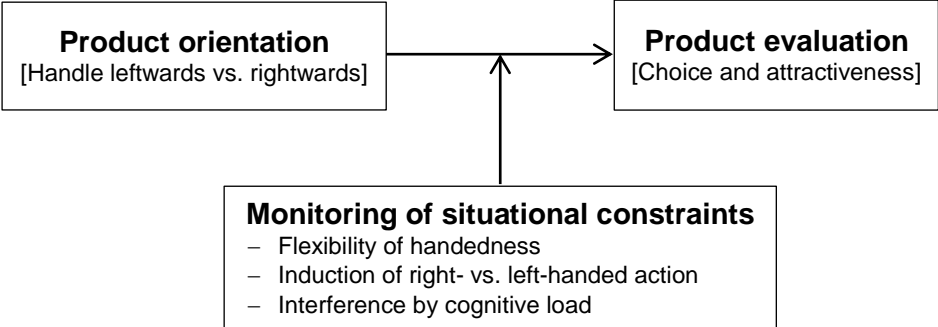 Product orientation
[Handle leftwards vs. rightwards]
Product evaluation
[Choice and attractiveness]
Monitoring of situational constraints
– Flexibility of handedness
– Induction of right- vs. left-handed action
– Interference by cognitive load